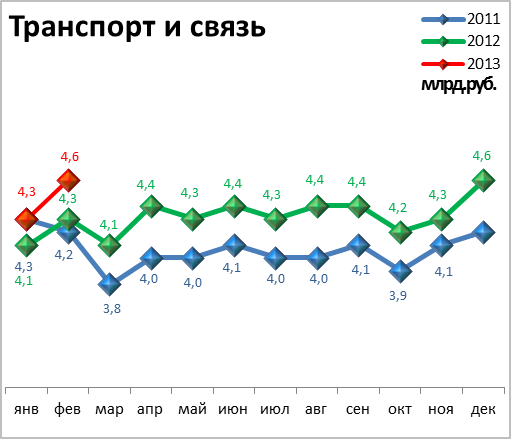 Транспорт и связь
2011
2012
2013
млрд.руб.
4,3 4,6
4,3 4,1 4,4 4,3 4,4 4,3 4,4 4,4 4,2 4,3 4,6
4,3 4,2 3,8 4,0 4,0 4,1 4,0 4,0 4,1 3,9 4,1
4,1
янв фев мар апр май июн июл авг сен окт ноя дек